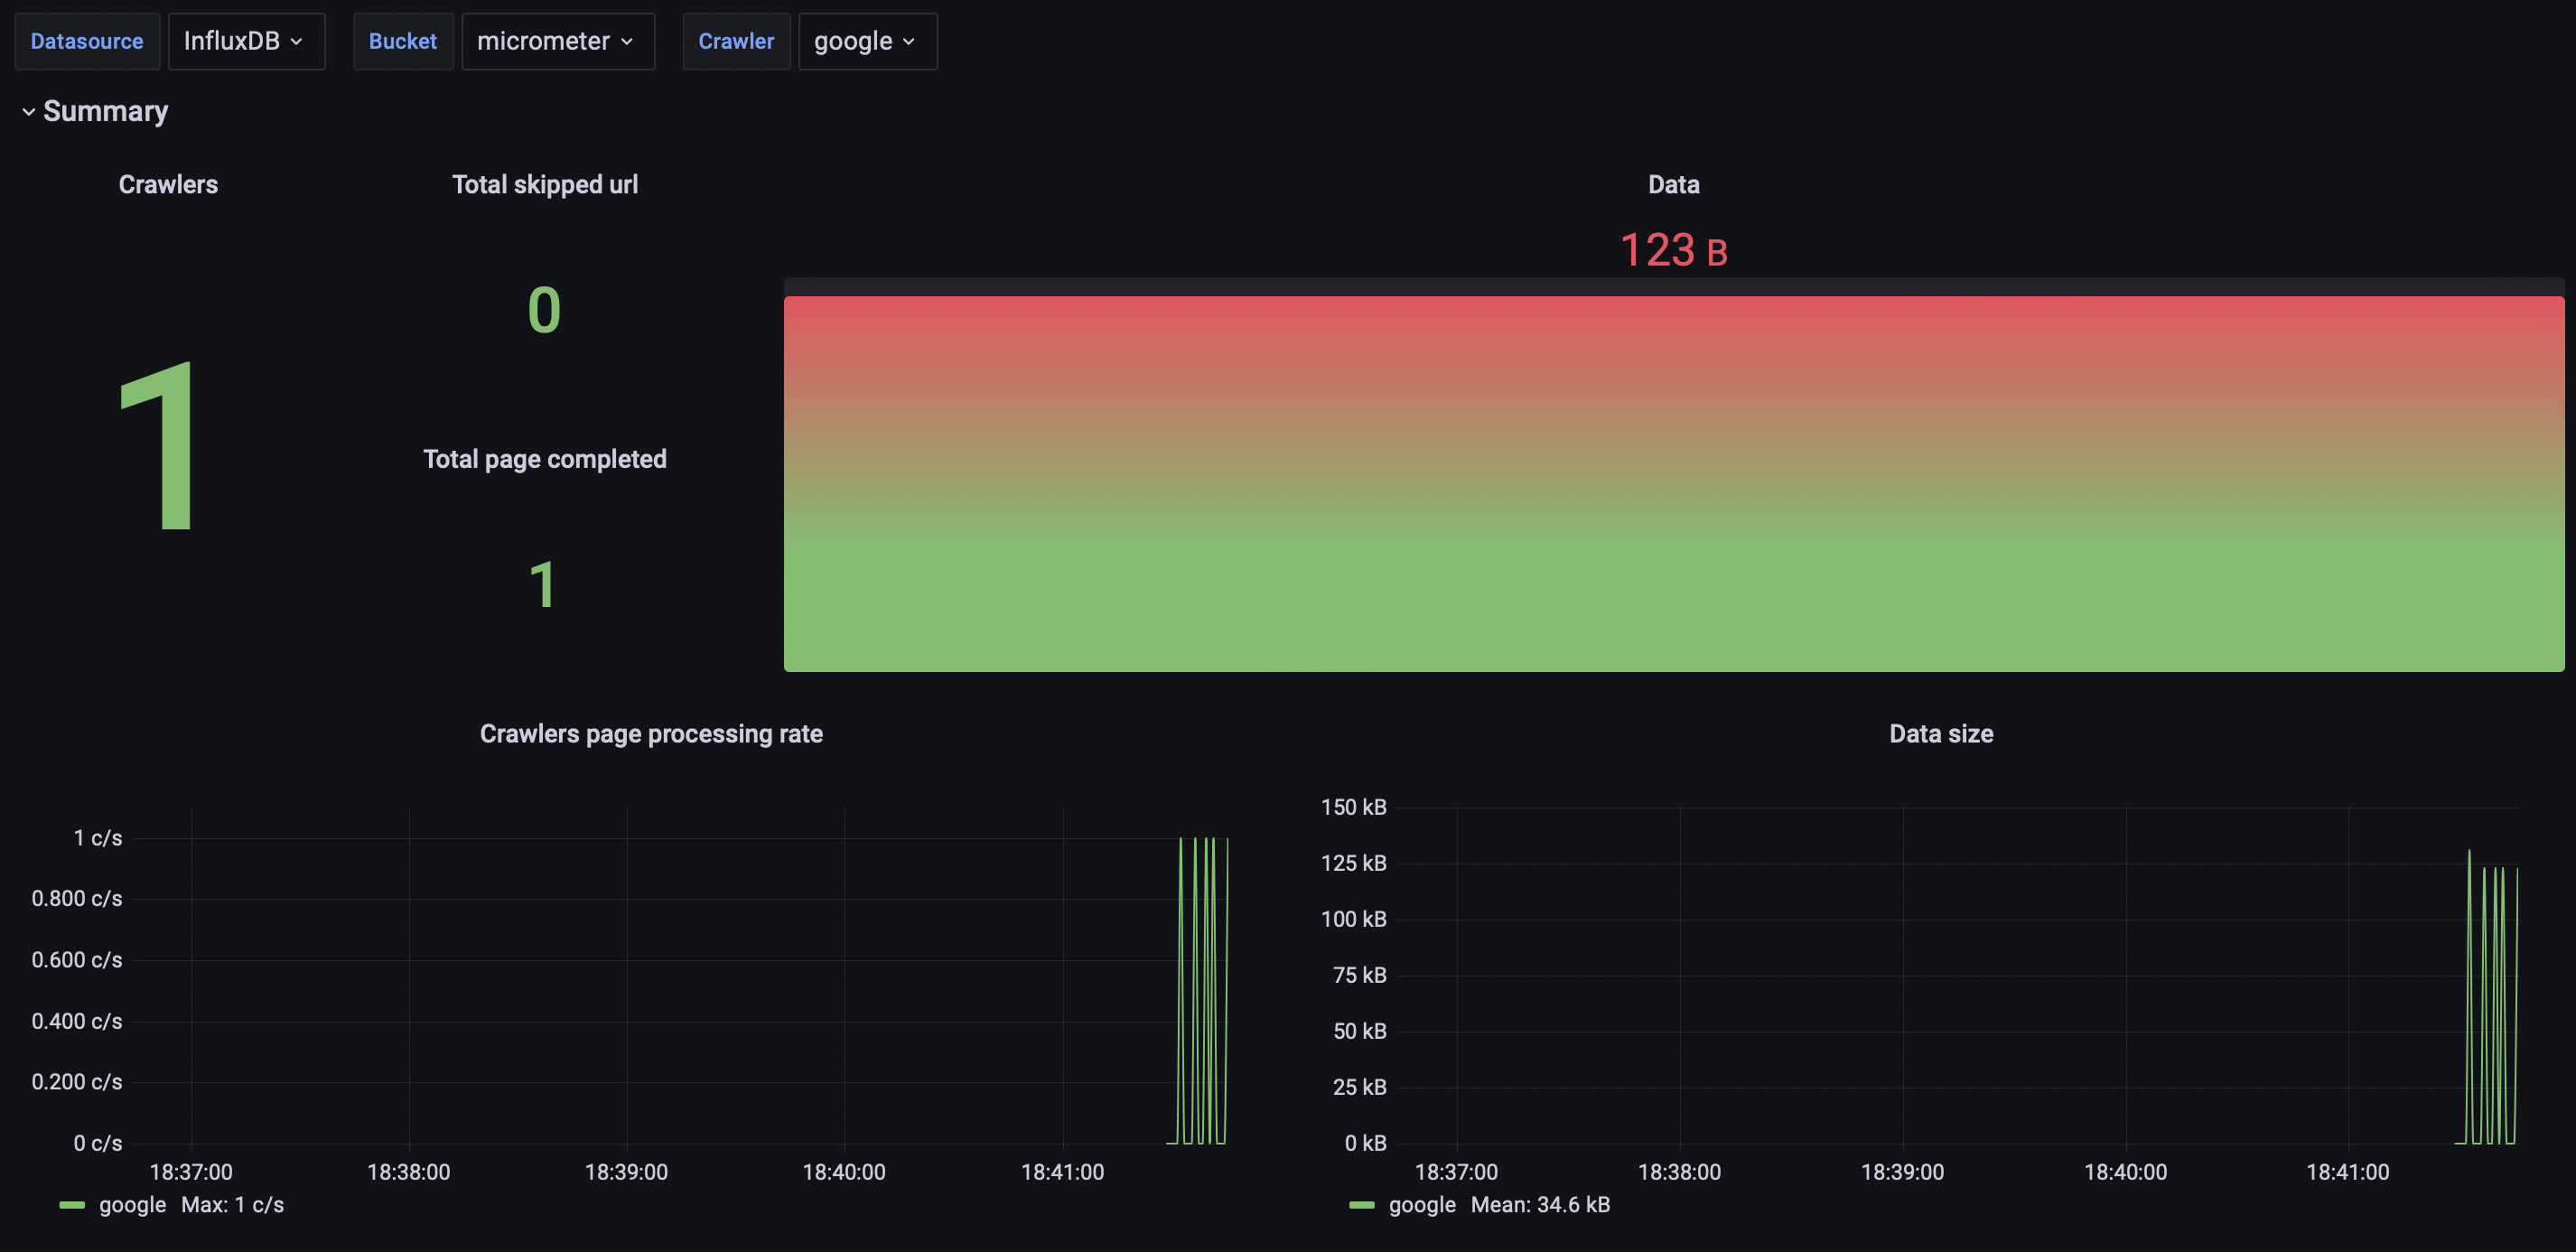 Datasource InfluxDB Bucket micrometer Crawler google
Summary
Crawlers
1
Total skipped url
0
Total page completed
1
Data
123 B
Crawlers page processing rate
1 c/s
0.800 c/s
0.600 c/s
0.400 c/s
0.200 c/s
0 c/s
18:37:00 18:38:00 18:39:00 18:40:00 18:41:00
google Max: 1 c/s
Data size
150 kB
125 kB
100 kB
75 kB
50 kB
25 kB
0 kB
18:37:00 18:38:00 18:39:00 18:40:00 18:41:00
google Mean: 34.6 kB